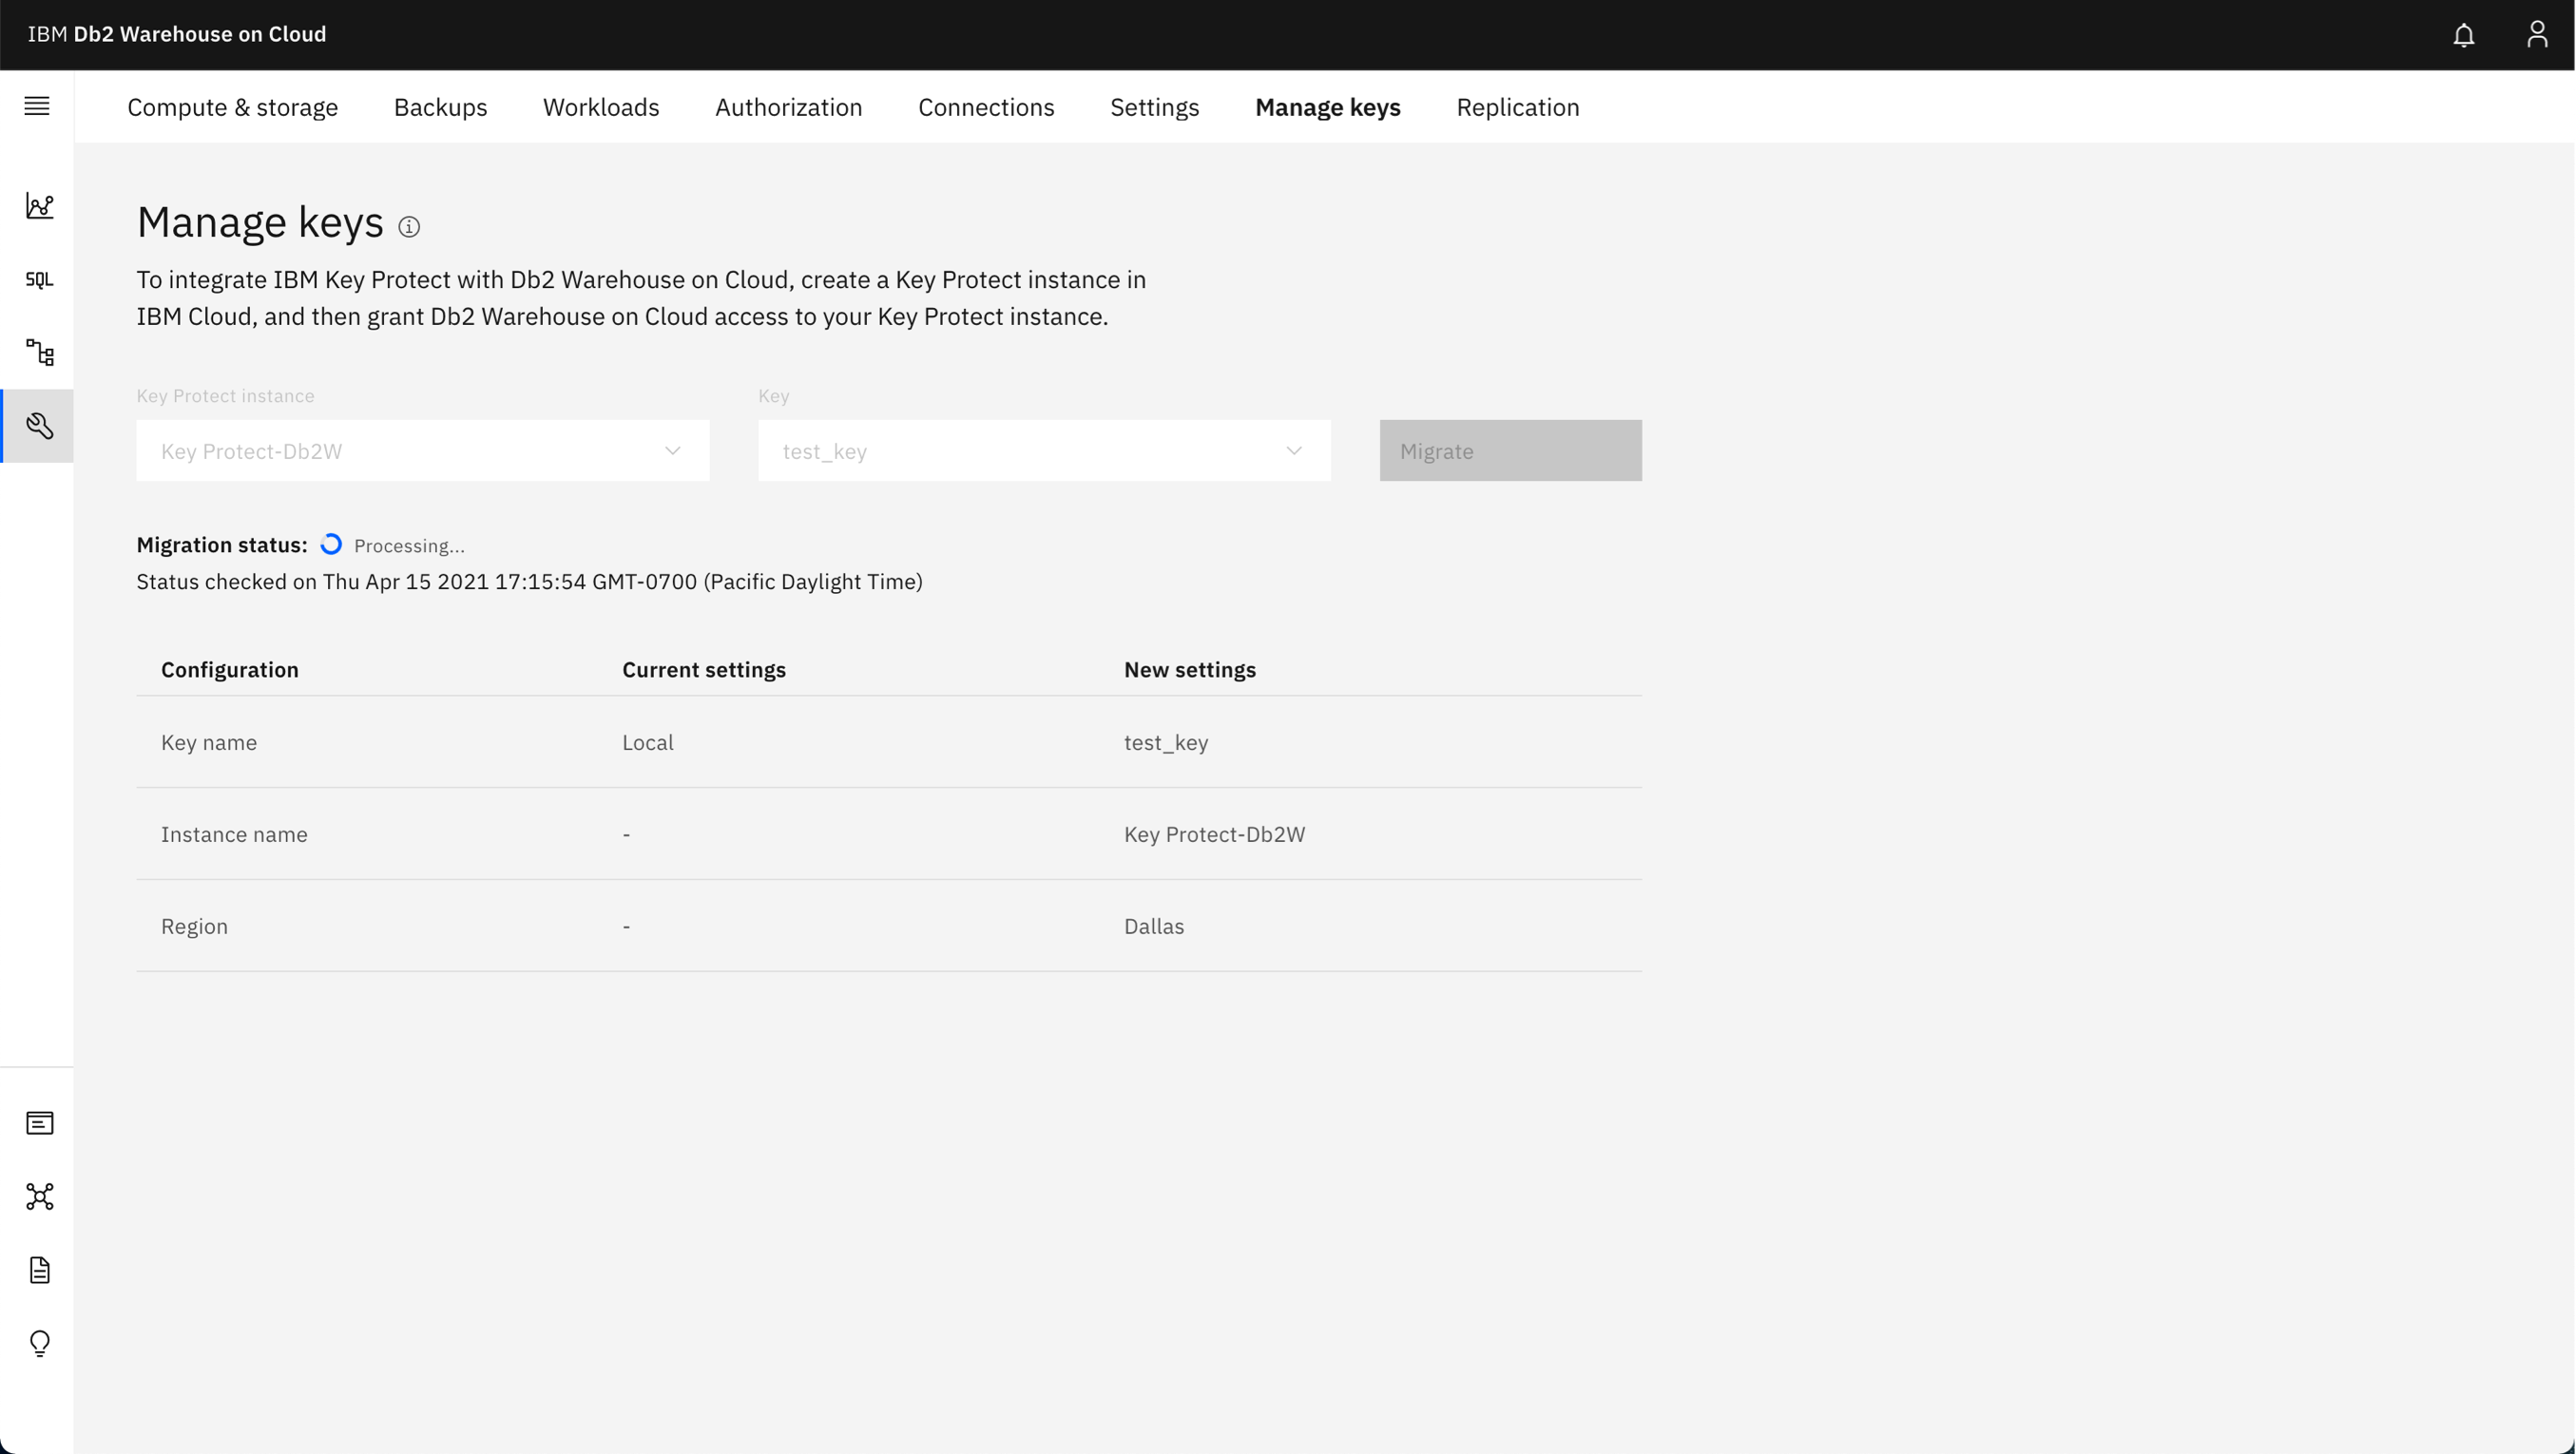 IBM Db2 Warehouse on Cloud
Compute & storage Backups Workloads Authorization Connections Settings Manage keys Replication
SQL
Manage keys
To integrate IBM Key Protect with Db2 Warehouse on Cloud, create a Key Protect instance in
IBM Cloud, and then grant Db2 Warehouse on Cloud access to your Key Protect instance.
Key Protect instance Key
Key Protect-Db2W test_key Migrate
Migration status: Processing...
Status checked on Thu Apr 15 2021 17:15:54 GMT-0700 (Pacific Daylight Time)
Configuration Current settings New settings
Key name Local test_key
Instance name - Key Protect-Db2W
Region - Dallas